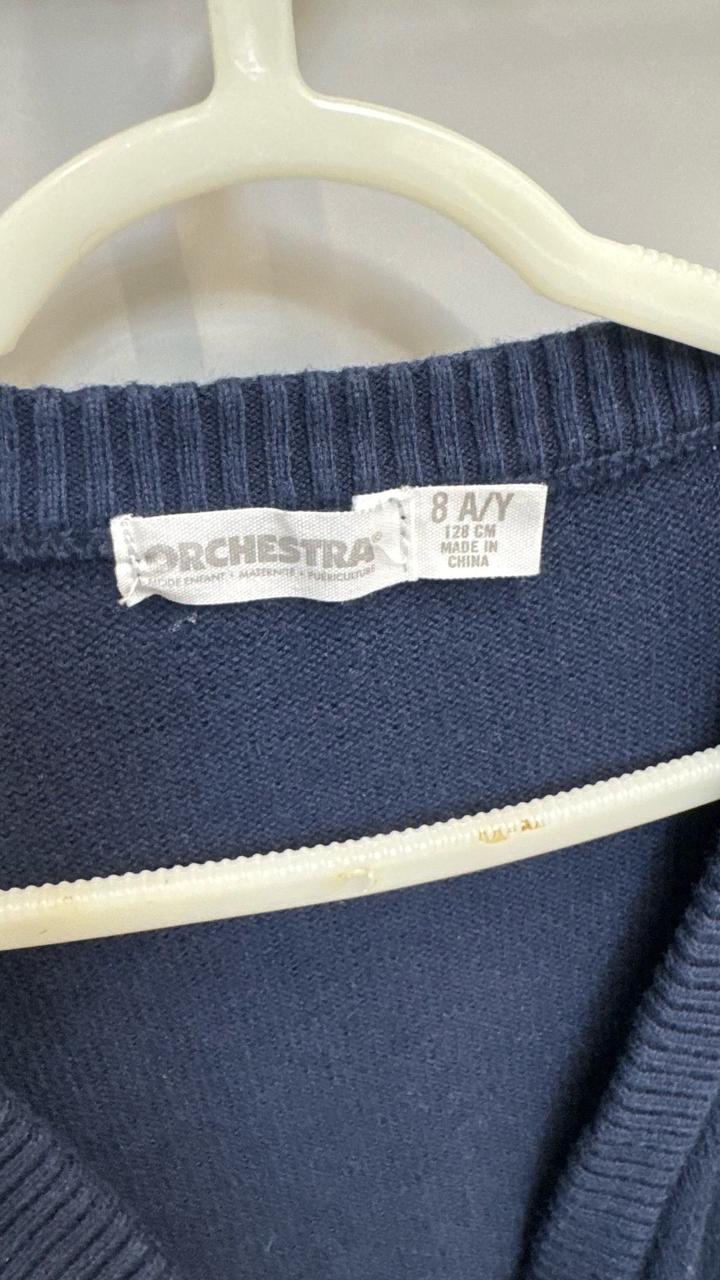 ORCHESTRA®
MODE ENFANT • MATERNITÉ • PUÉRICULTURE
8 A/Y
128 CM
MADE IN
CHINA